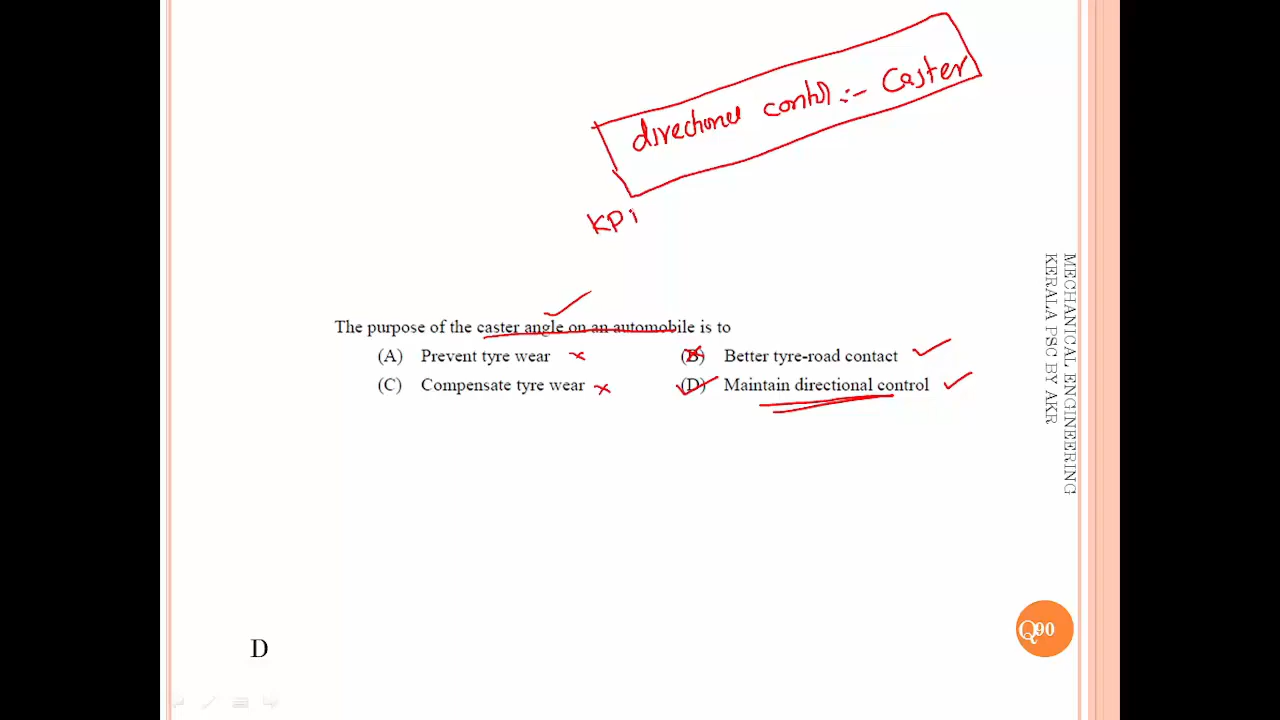 directional contol :- Caster
KPi
The purpose of the caster angle on an automobile is to
(A) Prevent tyre wear (B) Better tyre-road contact
(C) Compensate tyre wear (D) Maintain directional control
MECHANICAL ENGINEERING
KERALA PSC BY AKR
Q90
D